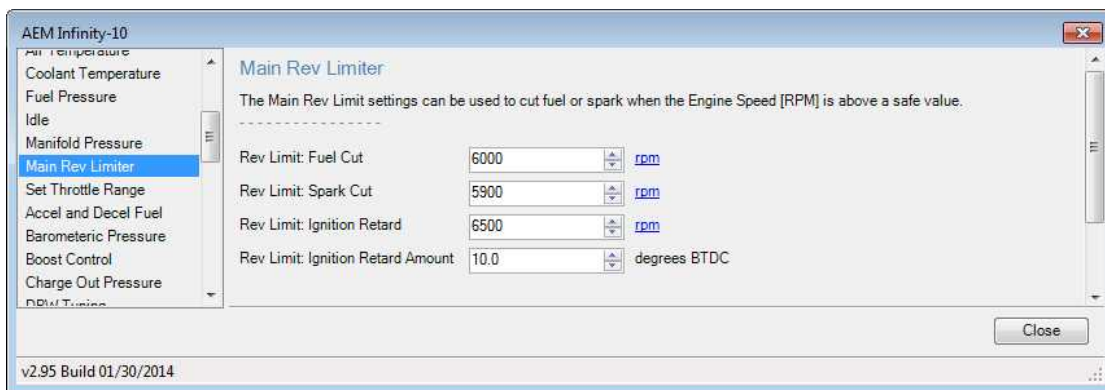 AEM Infinity-10
Air Temperature
Coolant Temperature
Fuel Pressure
Idle
Manifold Pressure
Main Rev Limiter
Set Throttle Range
Accel and Decel Fuel
Barometeric Pressure
Boost Control
Charge Out Pressure
DBW Tuning
Main Rev Limiter
The Main Rev Limit settings can be used to cut fuel or spark when the Engine Speed [RPM] is above a safe value.
- - - - - - - - - - - - - - - -
Rev Limit: Fuel Cut 6000 rpm
Rev Limit: Spark Cut 5900 rpm
Rev Limit: Ignition Retard 6500 rpm
Rev Limit: Ignition Retard Amount 10.0 degrees BTDC
Close
v2.95 Build 01/30/2014